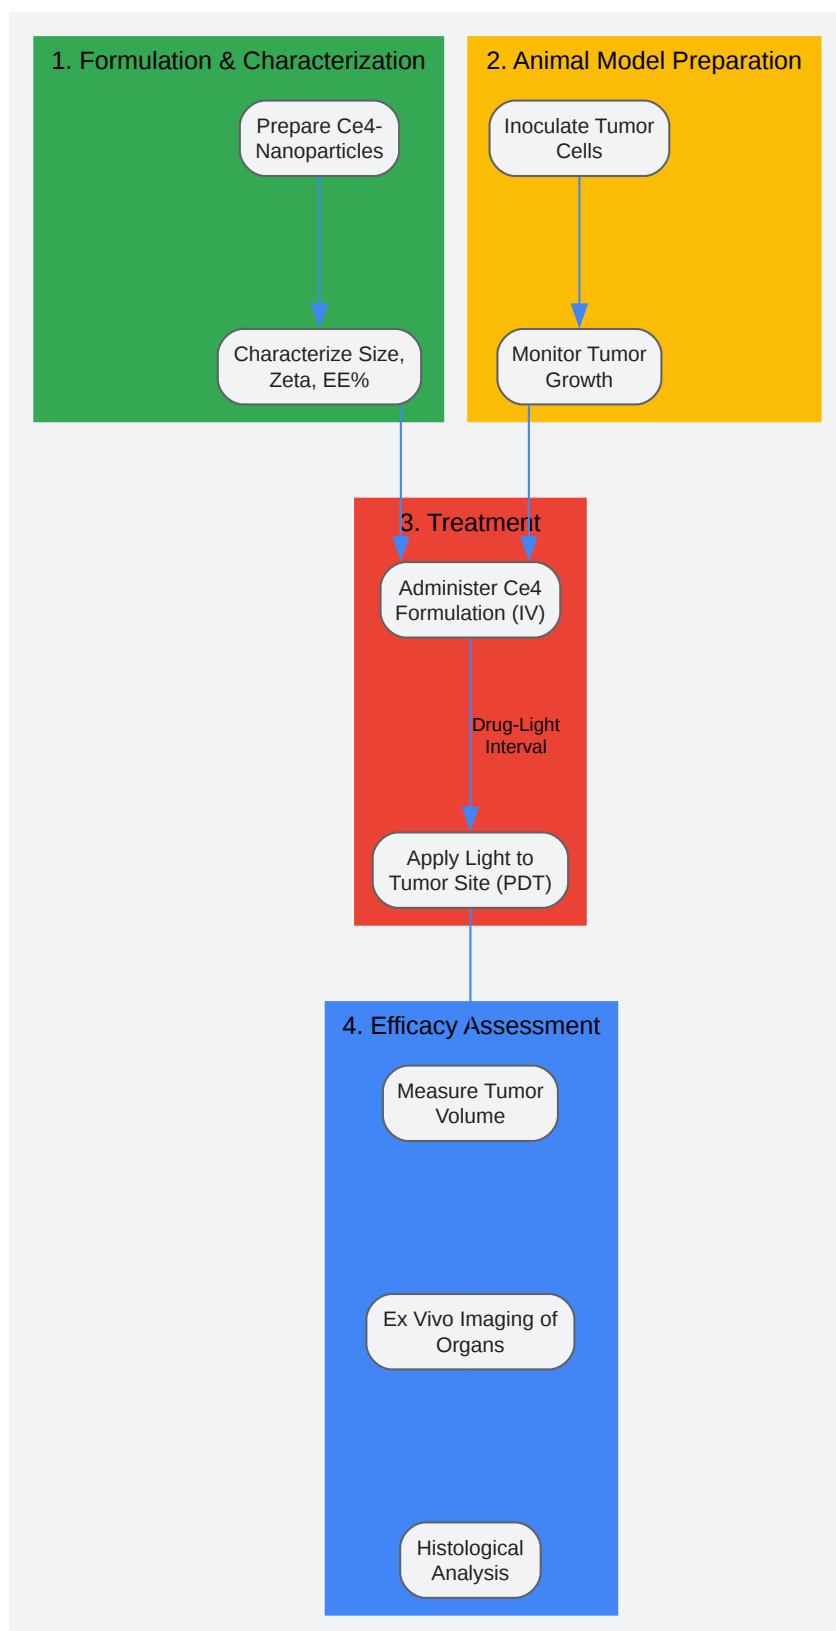 1. Formulation & Characterization
Prepare Ce4-
Nanoparticles
Characterize Size,
Zeta, EE%
2. Animal Model Preparation
Inoculate Tumor
Cells
Monitor Tumor
Growth
3. Treatment
Administer Ce4
Formulation (IV)
Drug-Light
Interval
Apply Light to
Tumor Site (PDT)
4. Efficacy Assessment
Measure Tumor
Volume
Ex Vivo Imaging of
Organs
Histological
Analysis